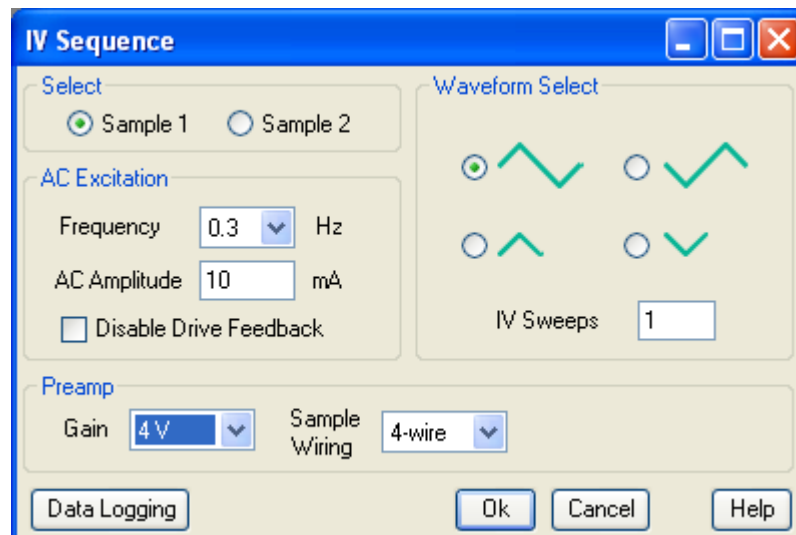 IV Sequence
Select
Sample 1 Sample 2
AC Excitation
Frequency 0.3 Hz
AC Amplitude 10 mA
Disable Drive Feedback
Waveform Select
IV Sweeps 1
Preamp
Gain 4 V Sample Wiring 4-wire
Data Logging Ok Cancel Help